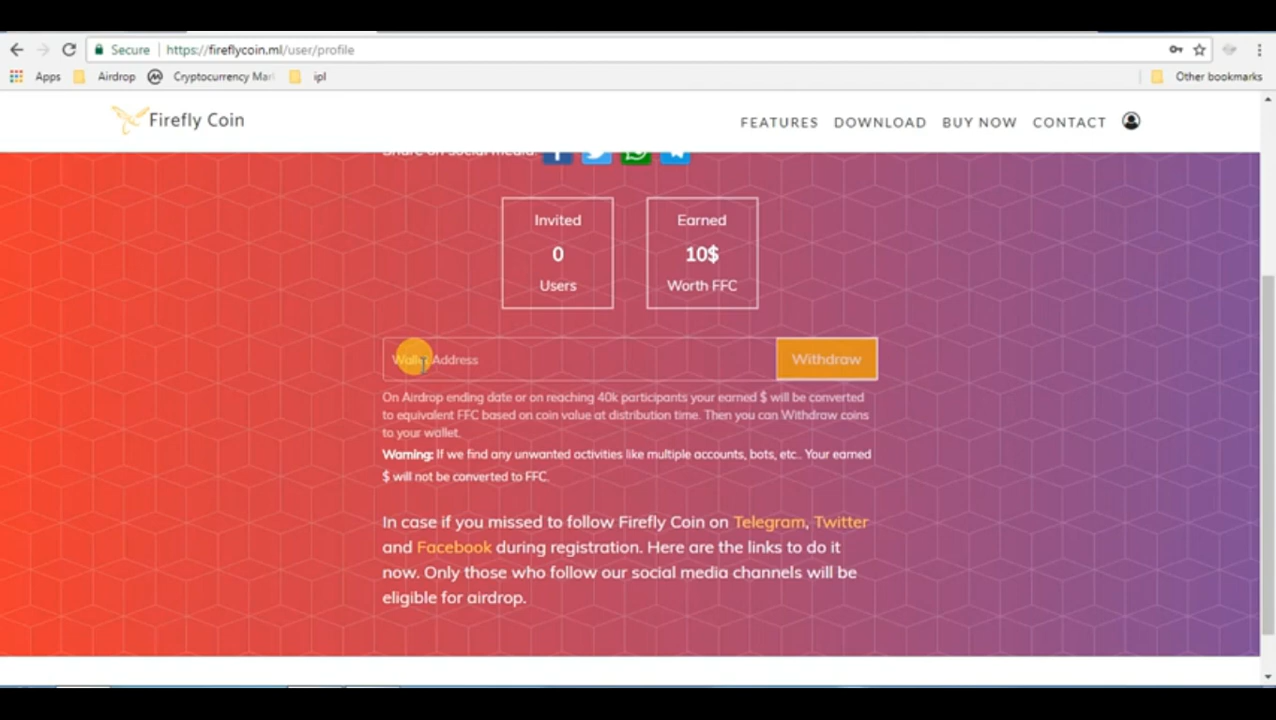 Secure https://fireflycoin.ml/user/profile
Apps Airdrop Cryptocurrency Mar ipl Other bookmarks
Firefly Coin FEATURES DOWNLOAD BUY NOW CONTACT
Share on social media:
Invited
0
Users
Earned
10$
Worth FFC
Wallet Address Withdraw
On Airdrop ending date or on reaching 40k participants your earned $ will be converted
to equivalent FFC based on coin value at distribution time. Then you can Withdraw coins
to your wallet.
Warning: If we find any unwanted activities like multiple accounts, bots, etc.. Your earned
$ will not be converted to FFC.
In case if you missed to follow Firefly Coin on Telegram, Twitter
and Facebook during registration. Here are the links to do it
now. Only those who follow our social media channels will be
eligible for airdrop.